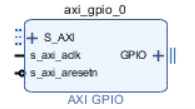 axi_gpio_0
S_AXI
s_axi_aclk
GPIO
s_axi_aresetn
AXI GPIO